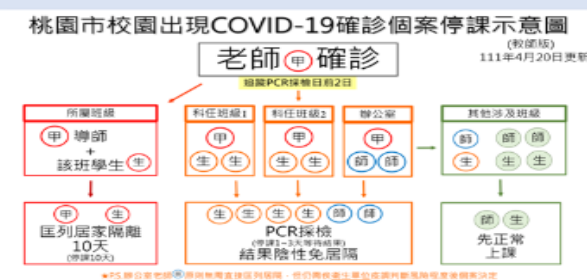 桃園市校園出現COVID-19確診個案停課示意圖
(教師版)
111年4月20日更新
老師甲確診
追蹤PCR採檢日前2日
所屬班級
甲 導師
+
該班學生 生
科任班級1
甲
生 生
科任班級2
甲
生 生
辦公室
甲
師 師
其他涉及班級
師 師 師
生 生 生
甲 生
匡列居家隔離
10天
(停課10天)
生 生 生 生 師 師
PCR採檢
(停課1~3天等待結果)
結果陰性免居隔
師 生
先正常
上課